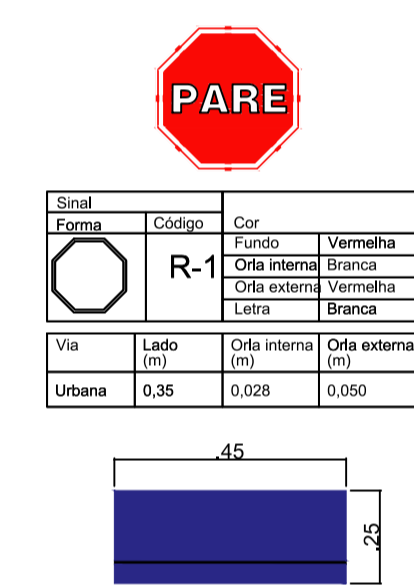 PARE
Sinal
Forma Código Cor
R-1 Fundo Vermelha
Orla interna Branca
Orla externa Vermelha
Letra Branca
Via Lado (m) Orla interna (m) Orla externa (m)
Urbana 0,35 0,028 0,050
.45
.25